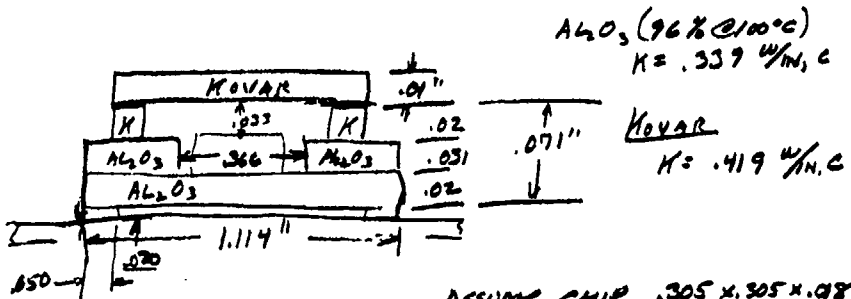 AL2O3 (96% @100°C)
K= .339 W/IN, C
KOVAR
.01"
K
.033
K
.02
.071"
KOVAR
K= .419 W/IN, C
AL2O3
.366
AL2O3
.031
AL2O3
.02
1.114"
.050
.020
ASSUME CHIP .305 X .305 X .018